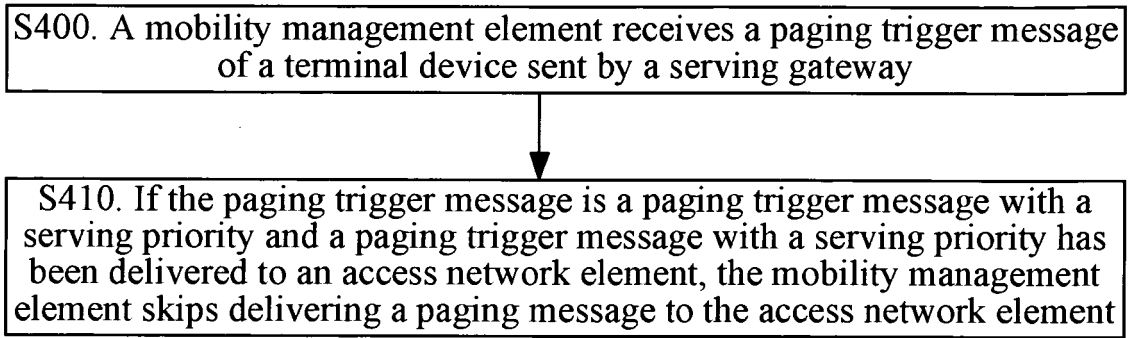 S400. A mobility management element receives a paging trigger message
of a terminal device sent by a serving gateway
S410. If the paging trigger message is a paging trigger message with a
serving priority and a paging trigger message with a serving priority has
been delivered to an access network element, the mobility management
element skips delivering a paging message to the access network element